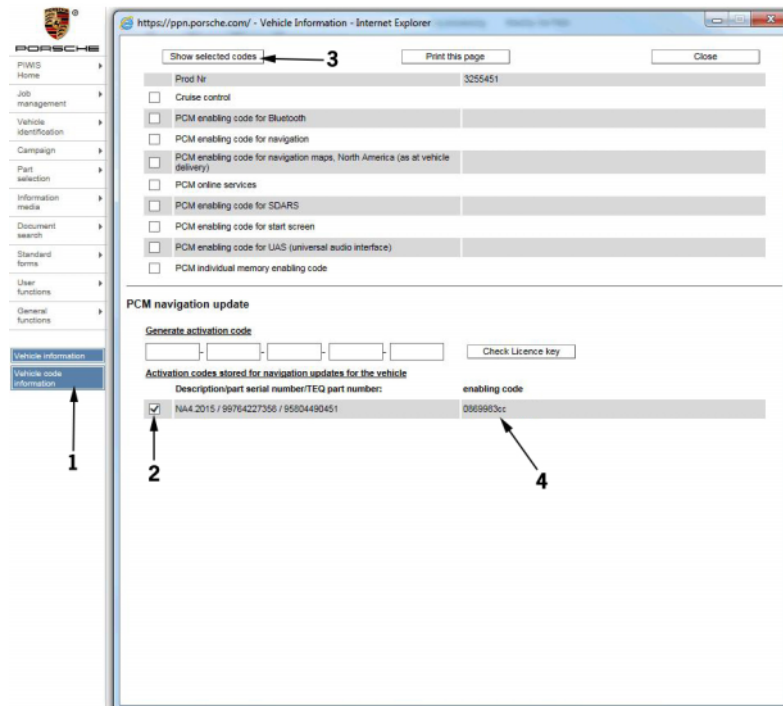 ®
PORSCHE
PIWIS
Home
Job
management
Vehicle
identification
Campaign
Part
selection
Information
media
Document
search
Standard
forms
User
functions
General
functions
Vehicle information
Vehicle code
information
1
https://ppn.porsche.com/ - Vehicle Information - Internet Explorer
Show selected codes
3
Print this page
Close
Prod Nr 3255451
Cruise control
PCM enabling code for Bluetooth
PCM enabling code for navigation
PCM enabling code for navigation maps, North America (as at vehicle
delivery)
PCM online services
PCM enabling code for SDARS
PCM enabling code for start screen
PCM enabling code for UAS (universal audio interface)
PCM individual memory enabling code
PCM navigation update
Generate activation code
- - - -
Check Licence key
Activation codes stored for navigation updates for the vehicle
Description/part serial number/TEQ part number: enabling code
NA4.2015 / 99764227356 / 95804490451 0869983cc
2
4